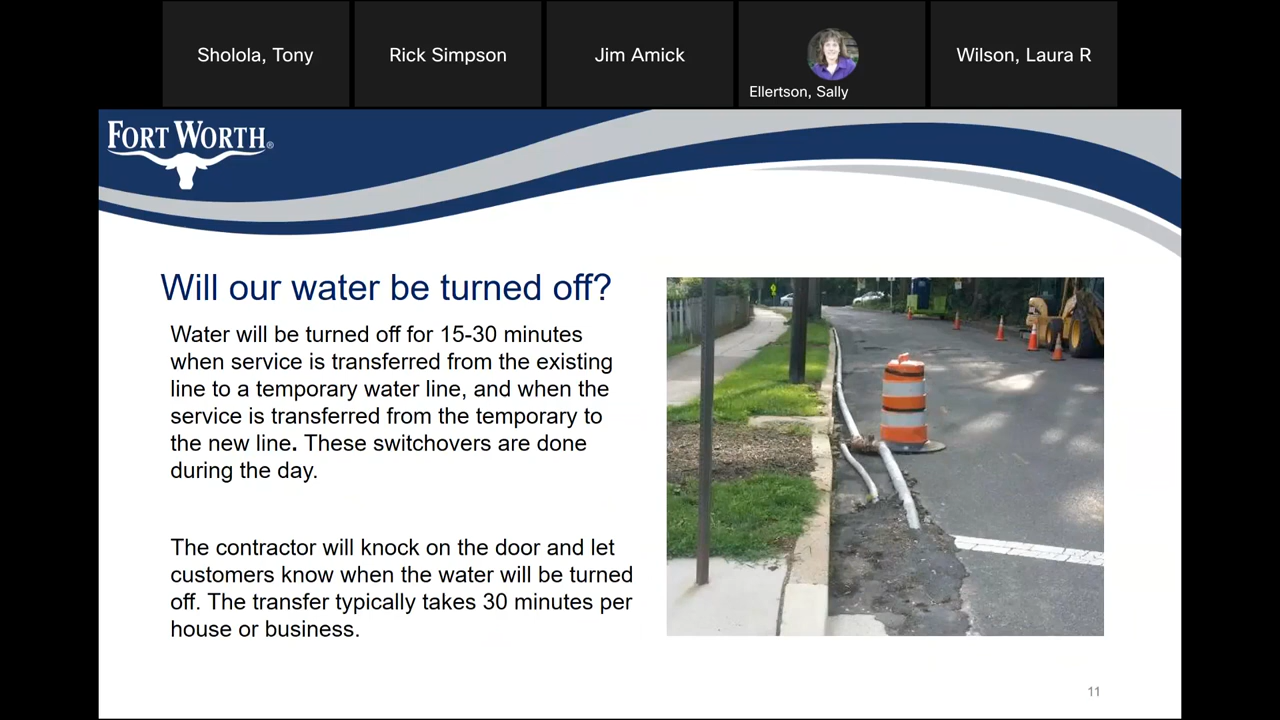 Sholola, Tony
Rick Simpson
Jim Amick
Ellertson, Sally
Wilson, Laura R
FORT WORTH®
Will our water be turned off?
Water will be turned off for 15-30 minutes
when service is transferred from the existing
line to a temporary water line, and when the
service is transferred from the temporary to
the new line. These switchovers are done
during the day.
The contractor will knock on the door and let
customers know when the water will be turned
off. The transfer typically takes 30 minutes per
house or business.
11